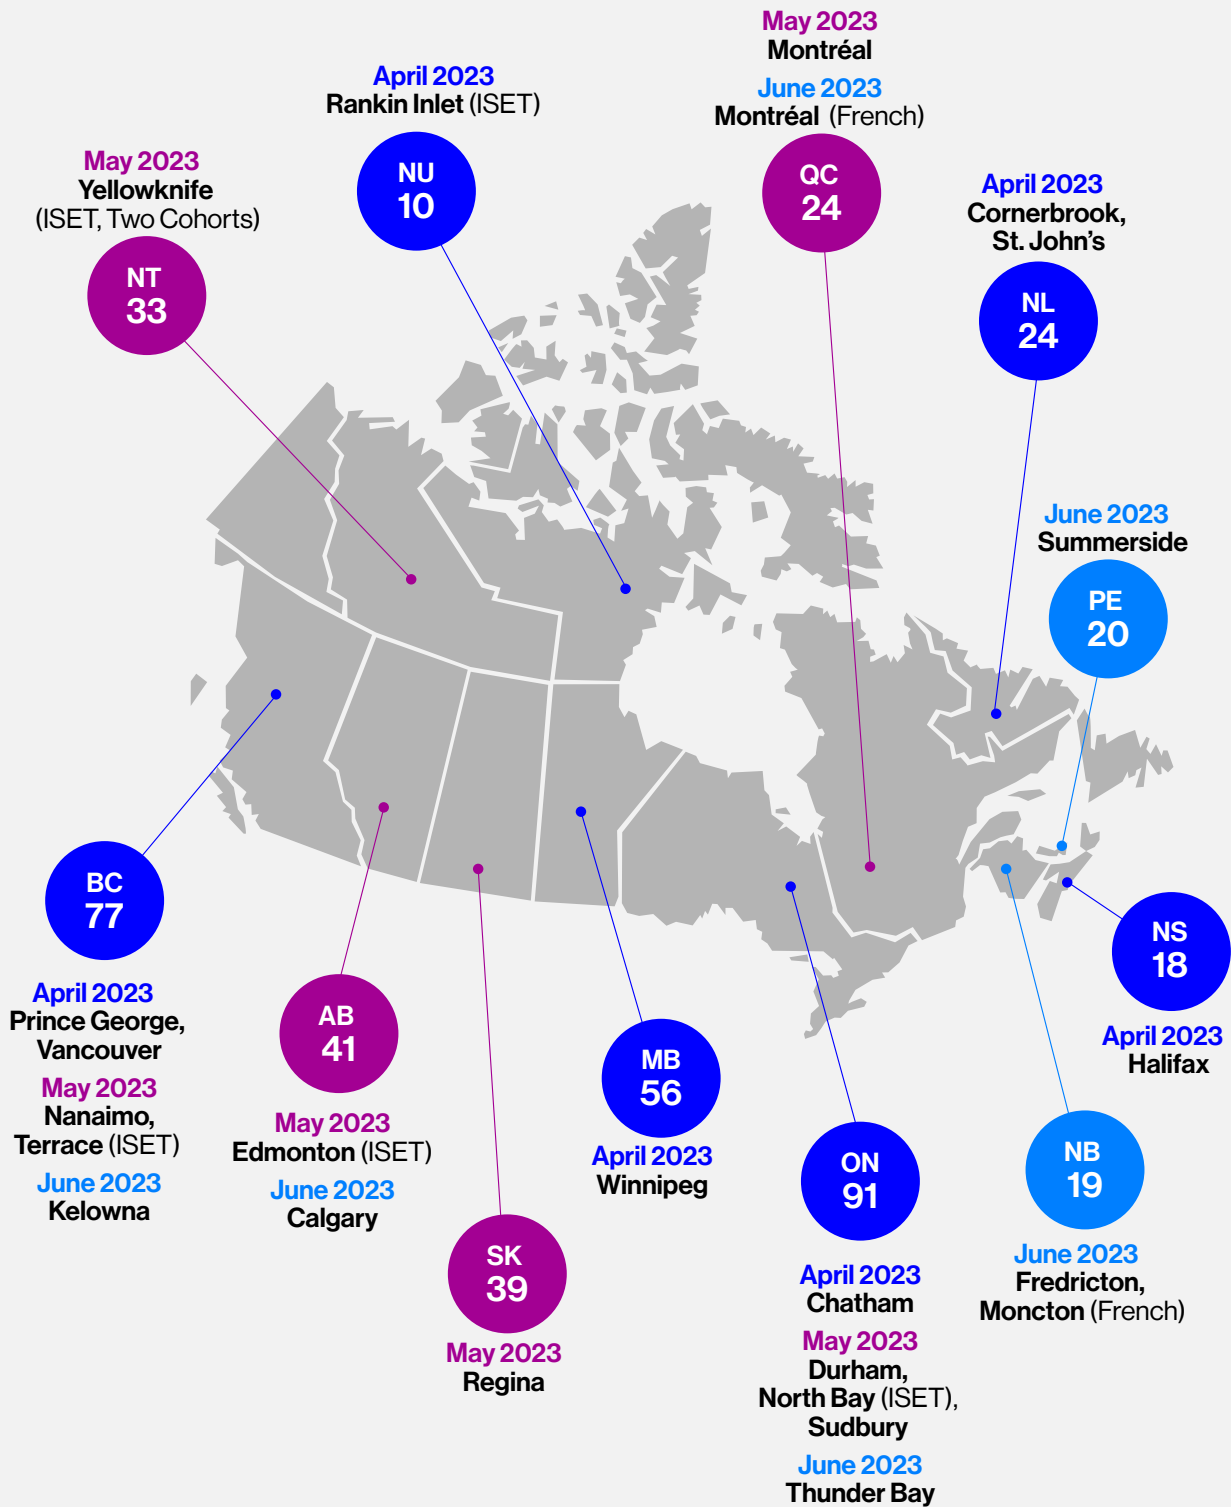 May 2023
Montréal
June 2023
Montréal (French)
QC
24
April 2023
Rankin Inlet (ISET)
NU
10
May 2023
Yellowknife
(ISET, Two Cohorts)
NT
33
April 2023
Cornerbrook,
St. John’s
NL
24
June 2023
Summerside
PE
20
BC
77
April 2023
Prince George,
Vancouver
May 2023
Nanaimo,
Terrace (ISET)
June 2023
Kelowna
AB
41
May 2023
Edmonton (ISET)
June 2023
Calgary
SK
39
May 2023
Regina
MB
56
April 2023
Winnipeg
ON
91
April 2023
Chatham
May 2023
Durham,
North Bay (ISET),
Sudbury
June 2023
Thunder Bay
NS
18
April 2023
Halifax
NB
19
June 2023
Fredricton,
Moncton (French)